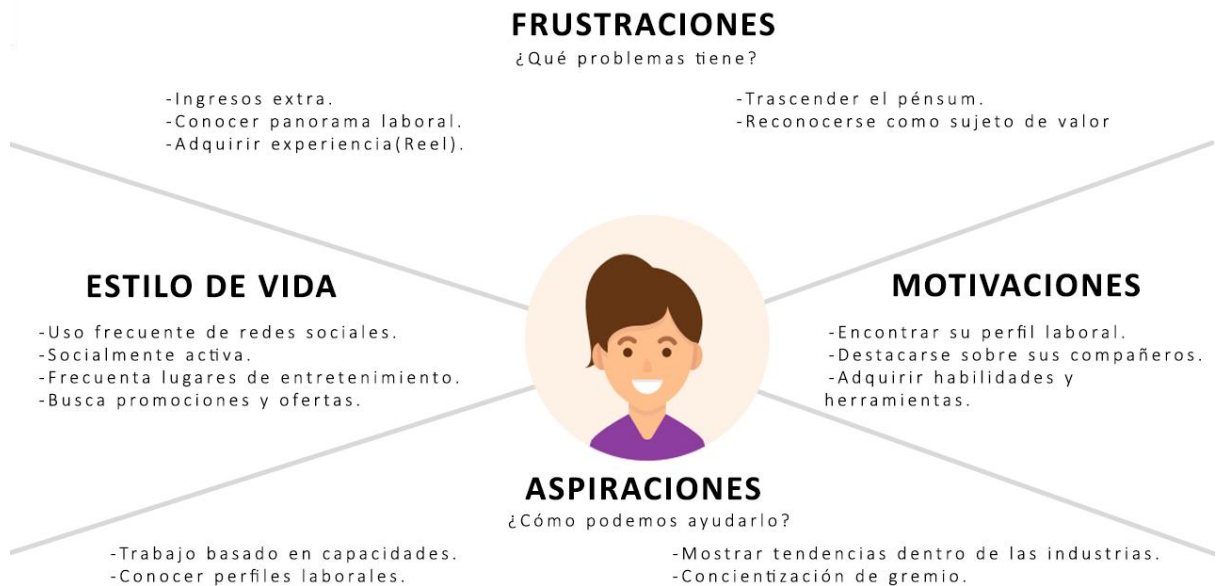 FRUSTRACIONES
¿Qué problemas tiene?
-Ingresos extra.
-Conocer panorama laboral.
-Adquirir experiencia(Reel).
-Trascender el pénsum.
-Reconocerse como sujeto de valor
ESTILO DE VIDA
-Uso frecuente de redes sociales.
-Socialmente activa.
-Frecuenta lugares de entretenimiento.
-Busca promociones y ofertas.
MOTIVACIONES
-Encontrar su perfil laboral.
-Destacarse sobre sus compañeros.
-Adquirir habilidades y
herramientas.
ASPIRACIONES
¿Cómo podemos ayudarlo?
-Trabajo basado en capacidades.
-Conocer perfiles laborales.
-Mostrar tendencias dentro de las industrias.
-Concientización de gremio.